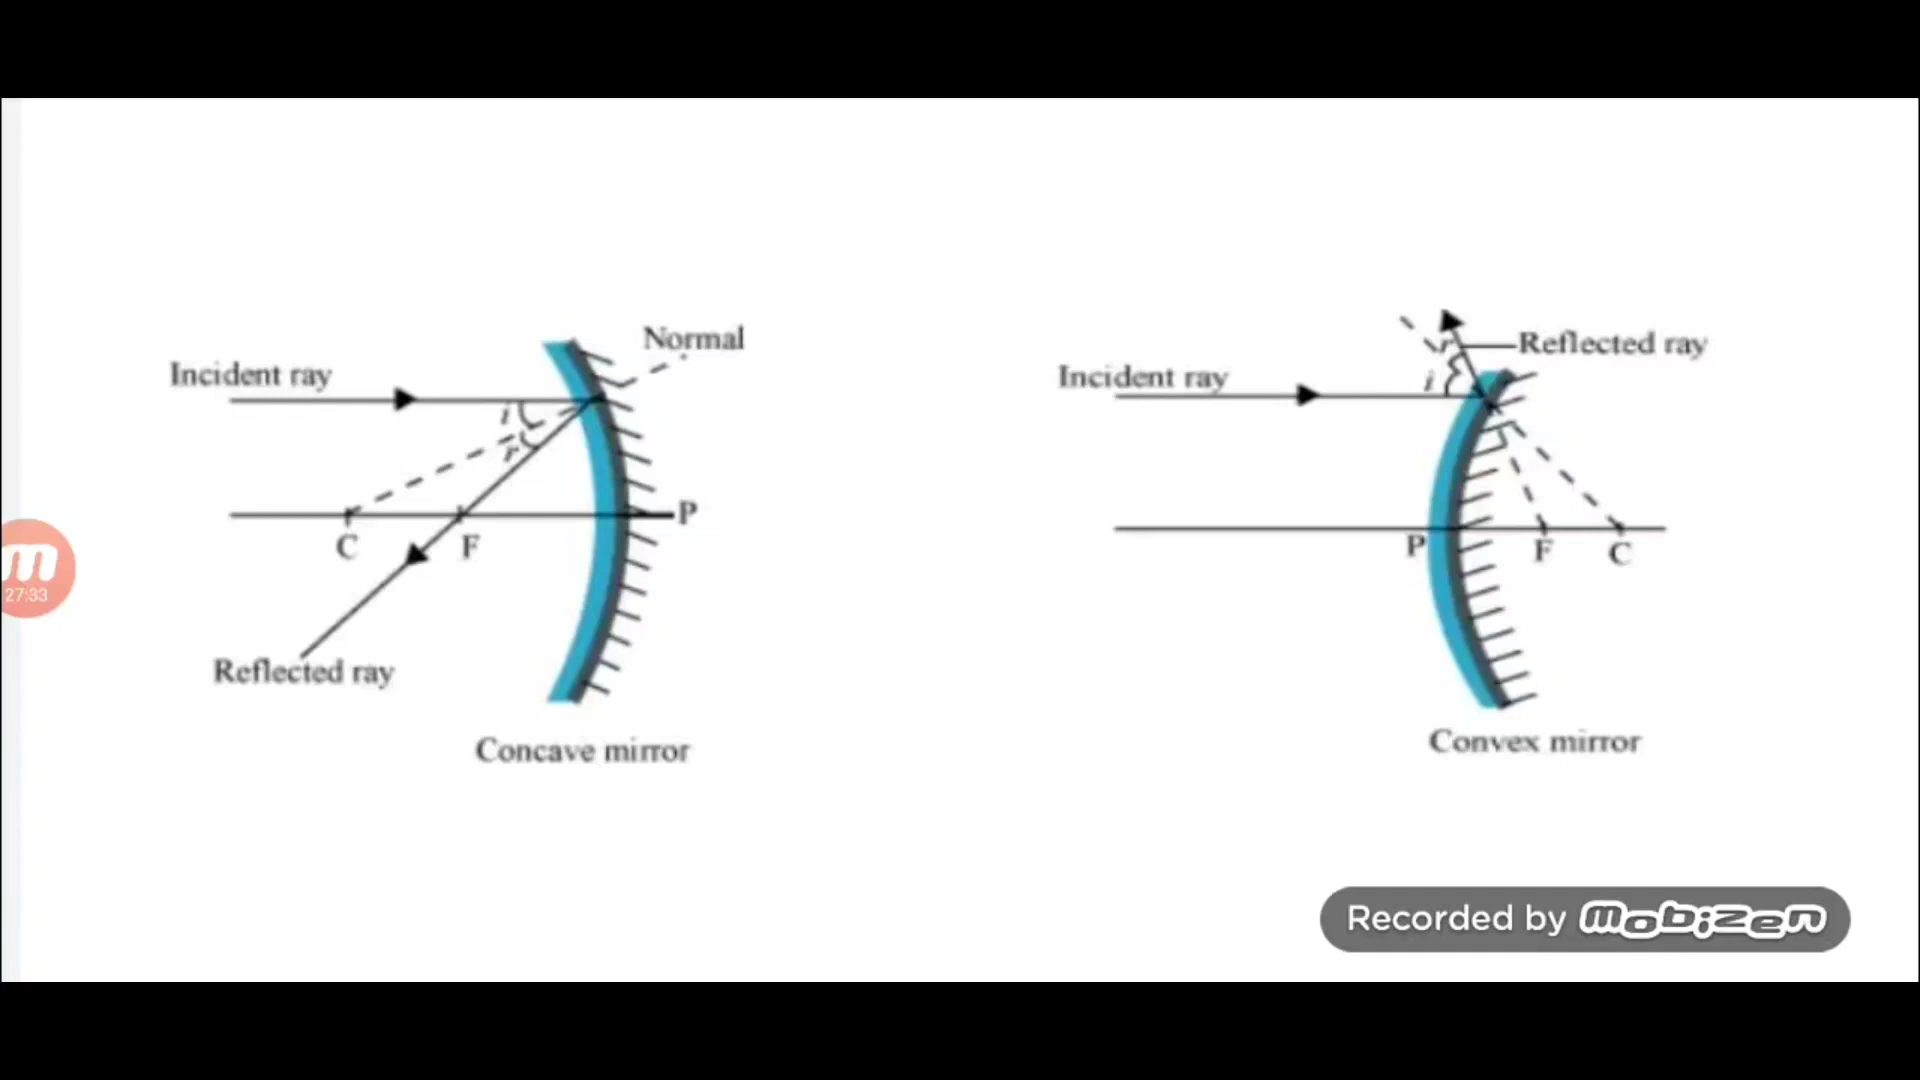 Normal
Incident ray
i
r
P
C
F
Reflected ray
Concave mirror
Reflected ray
Incident ray
r
i
P
F
C
Convex mirror
m
27:33
Recorded by mobizen